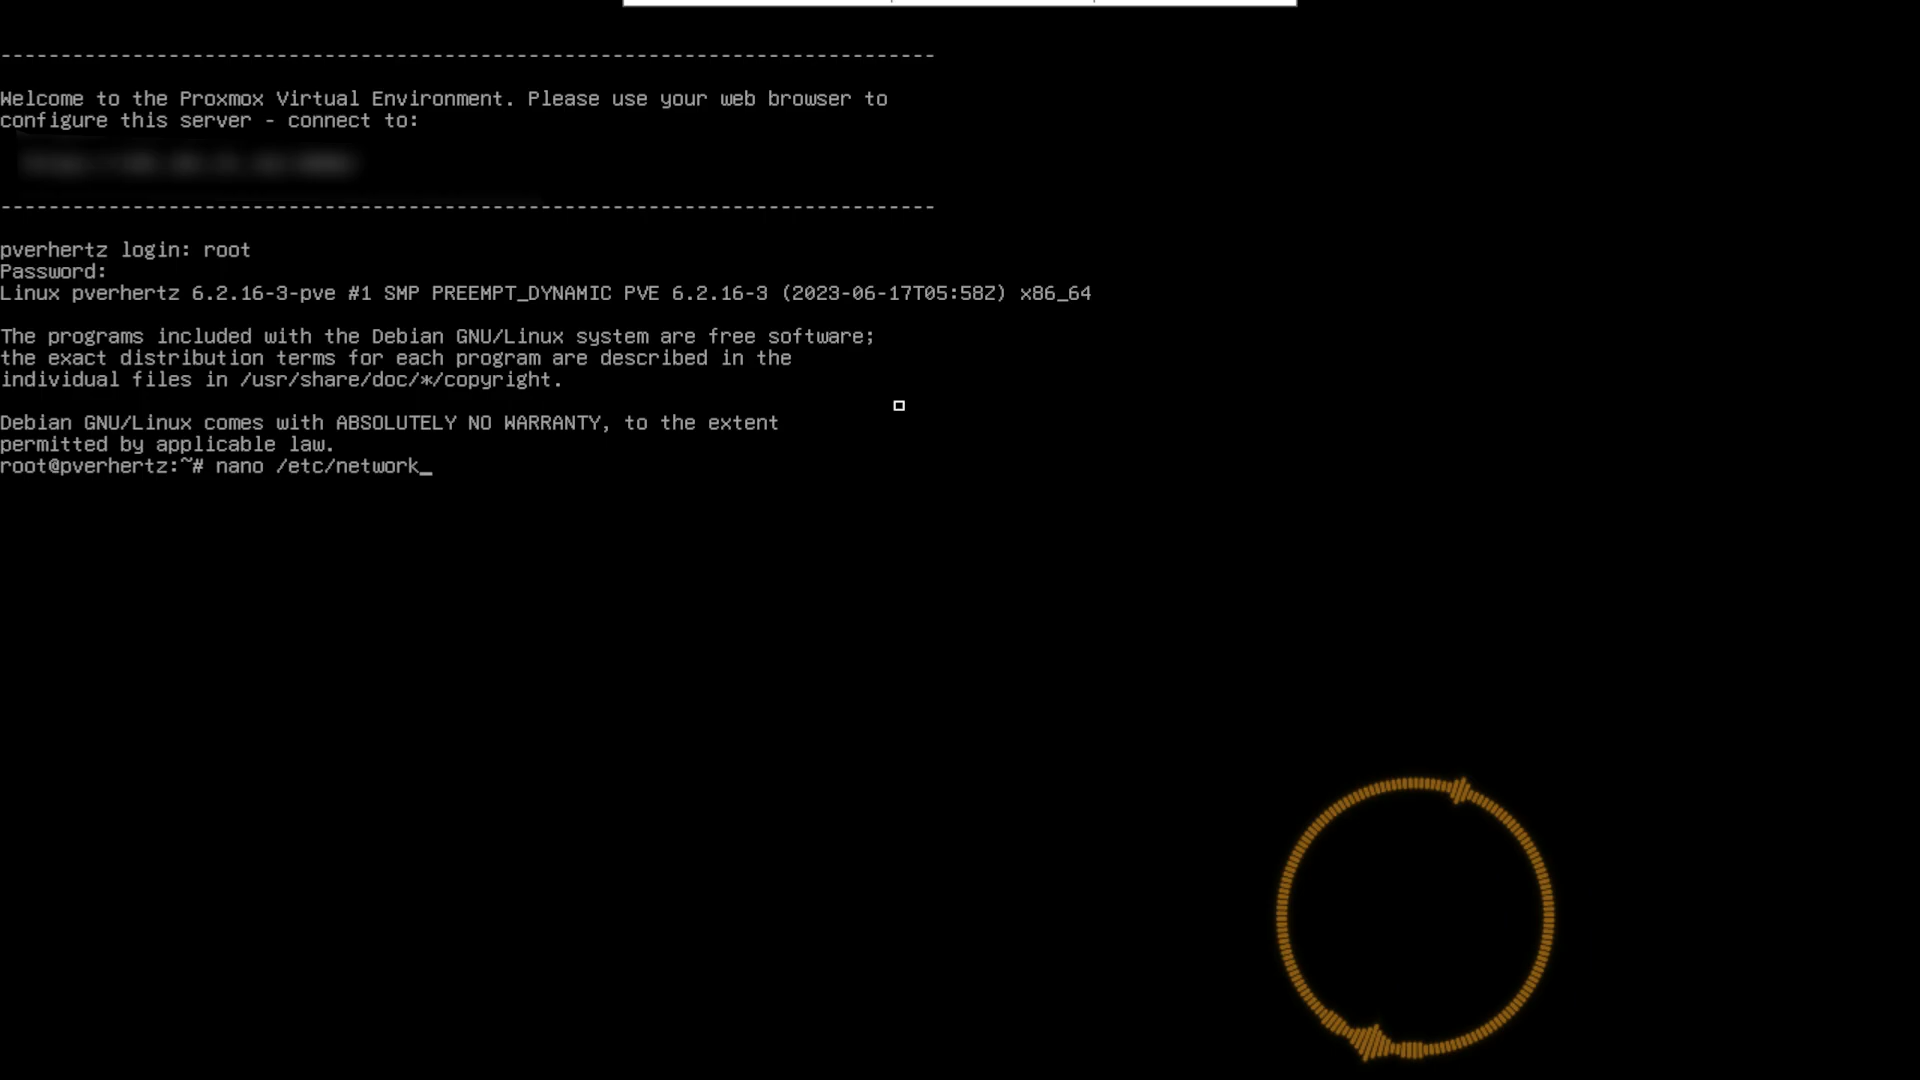 ------------------------------------------------------------------------------
Welcome to the Proxmox Virtual Environment. Please use your web browser to
configure this server - connect to:
------------------------------------------------------------------------------
pverhertz login: root
Password:
Linux pverhertz 6.2.16-3-pve #1 SMP PREEMPT_DYNAMIC PVE 6.2.16-3 (2023-06-17T05:58Z) x86_64
The programs included with the Debian GNU/Linux system are free software;
the exact distribution terms for each program are described in the
individual files in /usr/share/doc/*/copyright.
Debian GNU/Linux comes with ABSOLUTELY NO WARRANTY, to the extent
permitted by applicable law.
root@pverhertz:~# nano /etc/network_